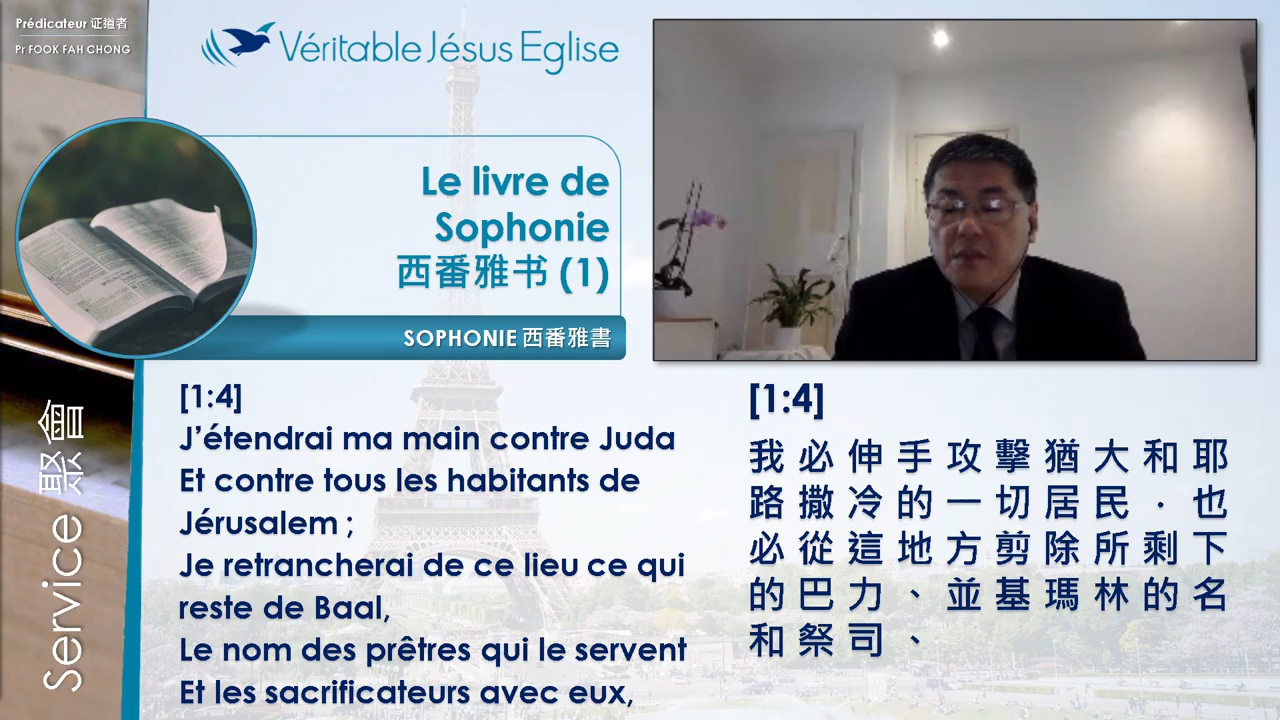 Prédicateur 证道者
Pr FOOK FAH CHONG
Véritable Jésus Eglise
Le livre de
Sophonie
西番雅书 (1)
SOPHONIE 西番雅書
Service 聚會
[1:4]
J’étendrai ma main contre Juda
Et contre tous les habitants de
Jérusalem ;
Je retrancherai de ce lieu ce qui
reste de Baal,
Le nom des prêtres qui le servent
Et les sacrificateurs avec eux,
[1:4]
我必伸手攻擊猶大和耶
路撒冷的一切居民．也
必從這地方剪除所剩下
的巴力、並基瑪林的名
和祭司、